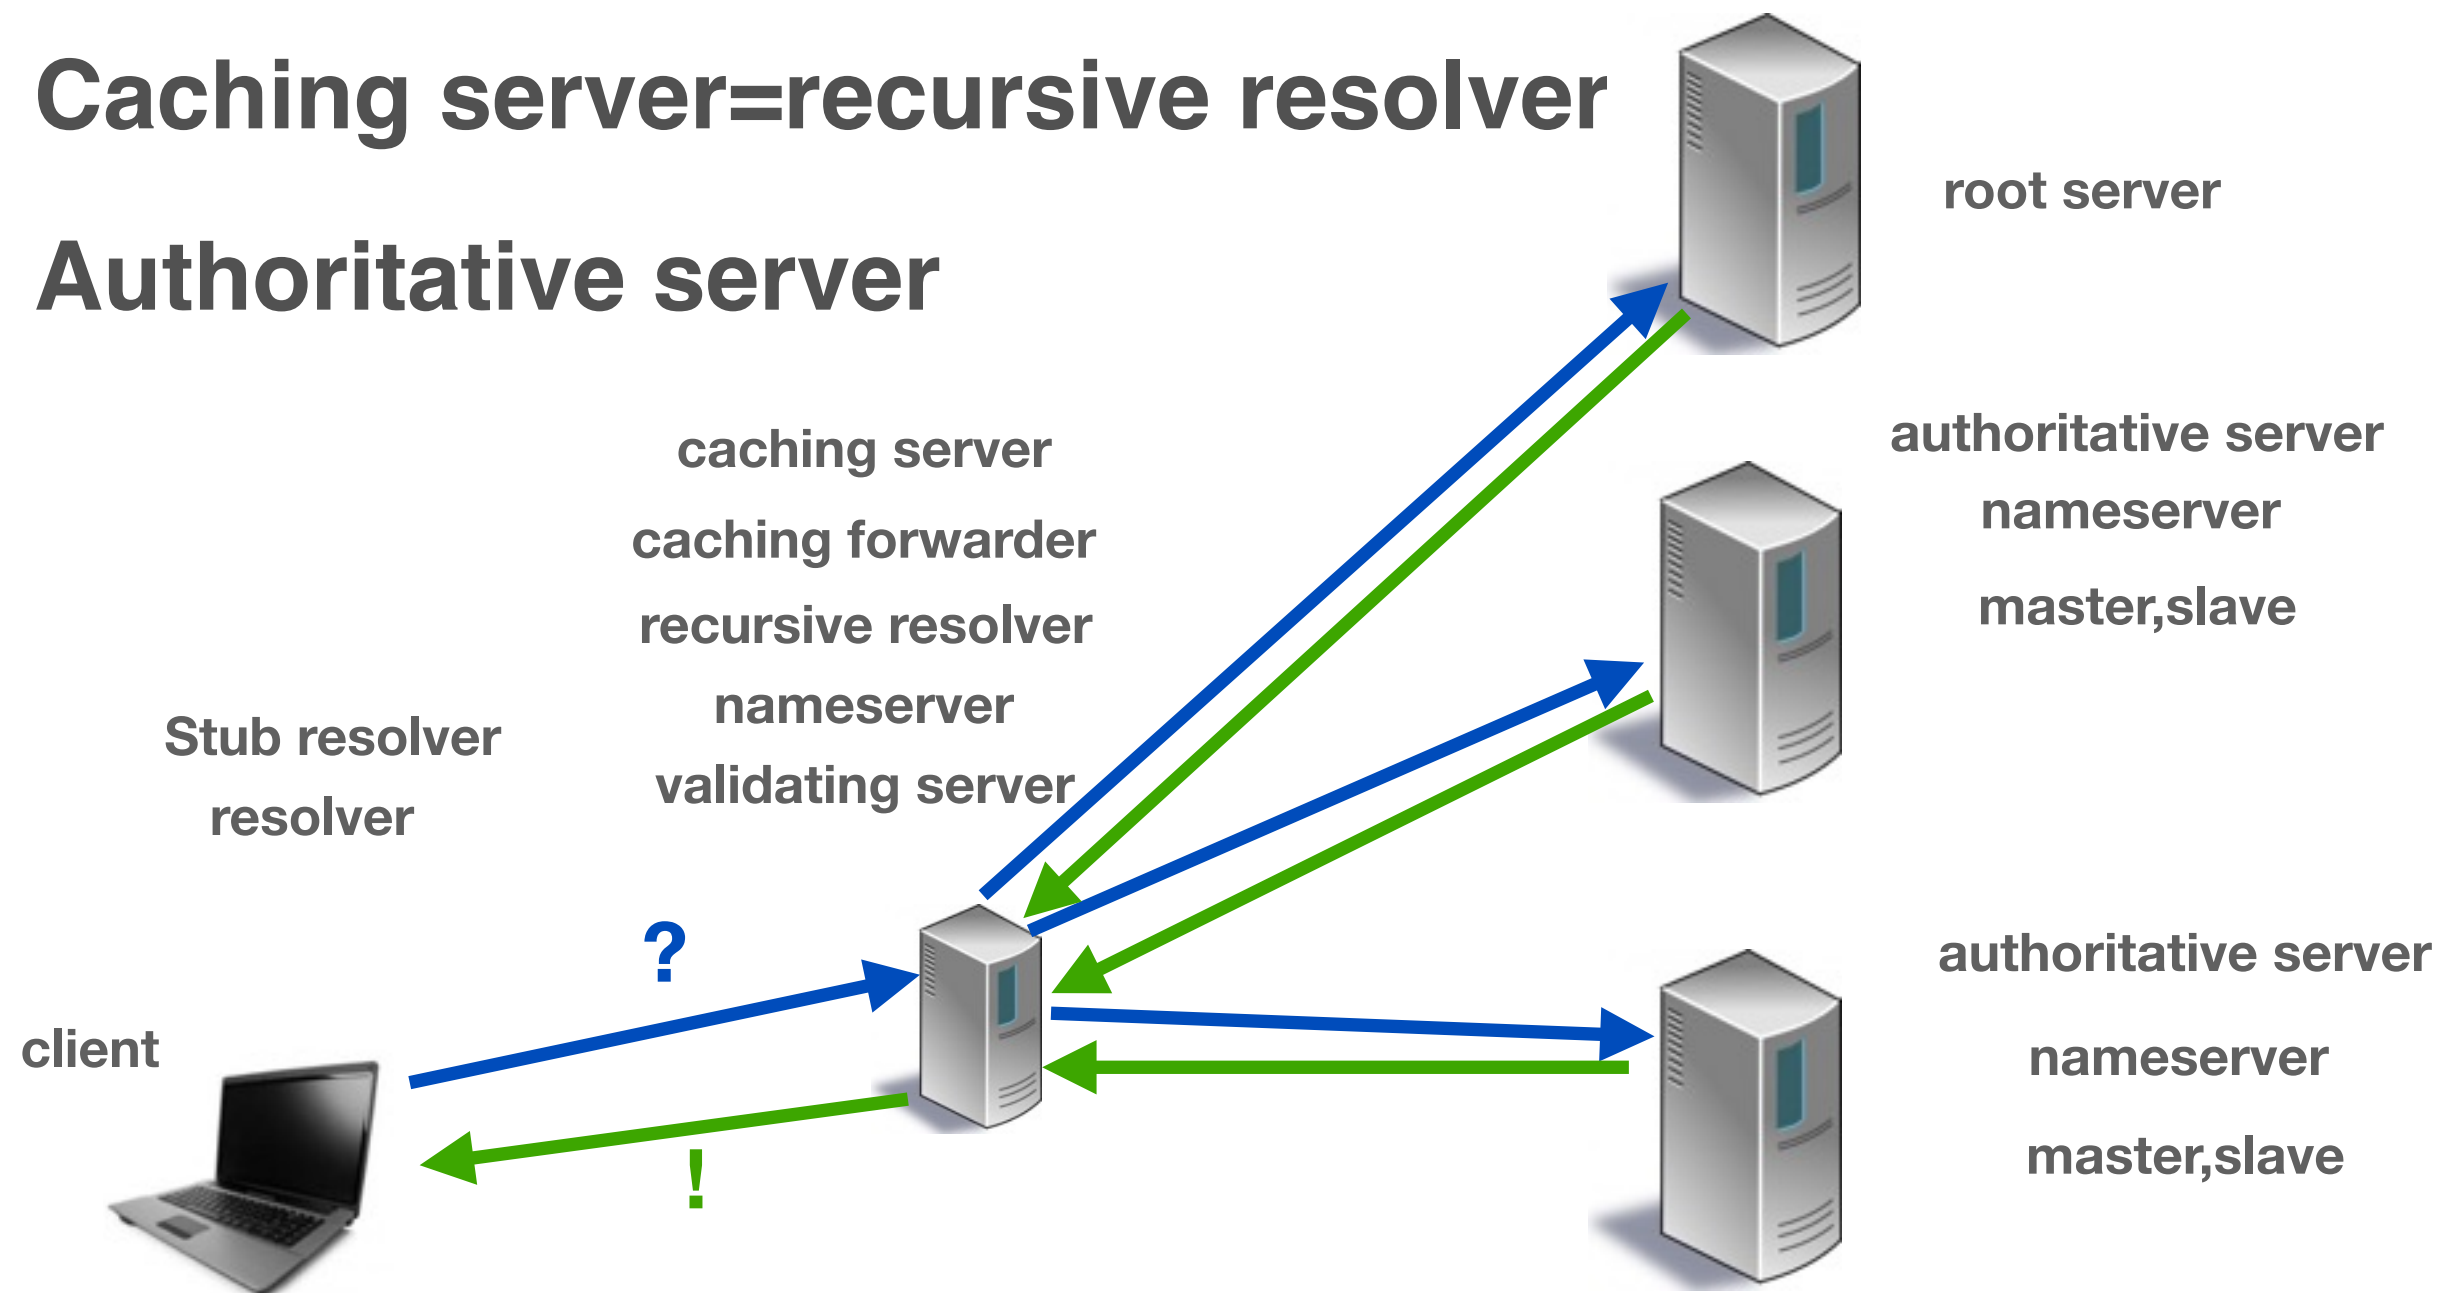 Caching server=recursive resolver
Authoritative server
root server
caching server
caching forwarder
recursive resolver
nameserver
validating server
authoritative server
nameserver
master,slave
Stub resolver
resolver
?
!
client
authoritative server
nameserver
master,slave